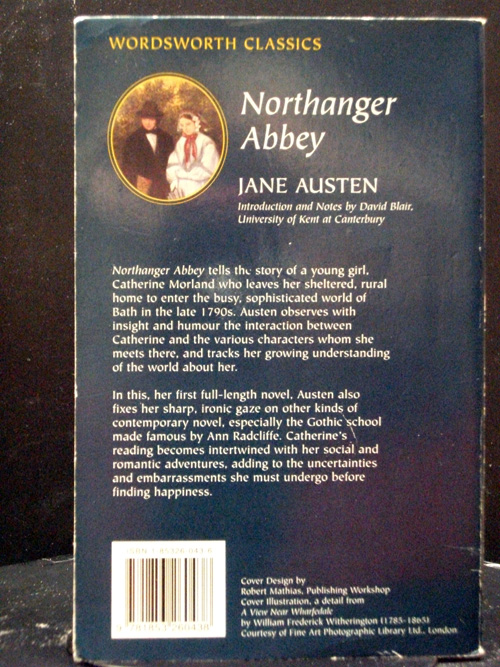 WORDSWORTH CLASSICS
Northanger
Abbey
JANE AUSTEN
Introduction and Notes by David Blair,
University of Kent at Canterbury
Northanger Abbey tells the story of a young girl,
Catherine Morland who leaves her sheltered, rural
home to enter the busy, sophisticated world of
Bath in the late 1790s. Austen observes with
insight and humour the interaction between
Catherine and the various characters whom she
meets there, and tracks her growing understanding
of the world about her.
In this, her first full-length novel, Austen also
fixes her sharp, ironic gaze on other kinds of
contemporary novel, especially the Gothic school
made famous by Ann Radcliffe. Catherine's
reading becomes intertwined with her social and
romantic adventures, adding to the uncertainties
and embarrassments she must undergo before
finding happiness.
ISBN 1-85326-043-6
9 781853 260438
Cover Design by
Robert Mathias, Publishing Workshop
Cover Illustration, a detail from
A View Near Wharfedale
by William Frederick Witherington (1785-1865)
Courtesy of Fine Art Photographic Library Ltd., London